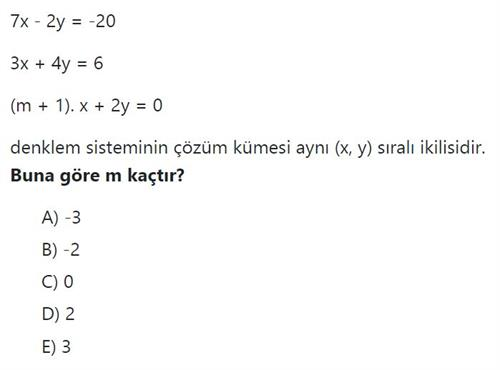 7x - 2y = -20
3x + 4y = 6
(m + 1). x + 2y = 0
denklem sisteminin çözüm kümesi aynı (x, y) sıralı ikilisidir.
Buna göre m kaçtır?
A) -3
B) -2
C) 0
D) 2
E) 3